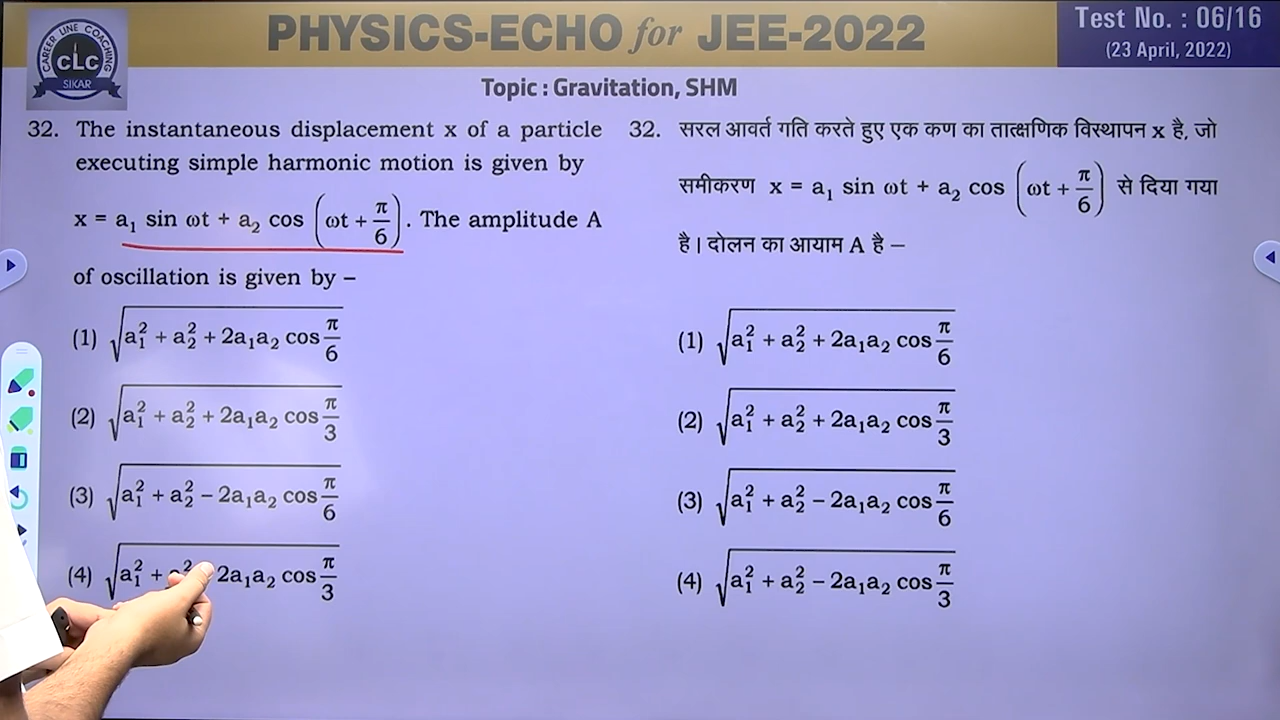 PHYSICS-ECHO for JEE-2022
Test No. : 06/16
(23 April, 2022)
CAREER LINE COACHING
CLC
SIKAR
Topic : Gravitation, SHM
32. The instantaneous displacement x of a particle
executing simple harmonic motion is given by
x = a₁ sin ωt + a₂ cos (ωt + π/6). The amplitude A
of oscillation is given by –
(1) √(a₁² + a₂² + 2a₁a₂ cos π/6)
(2) √(a₁² + a₂² + 2a₁a₂ cos π/3)
(3) √(a₁² + a₂² – 2a₁a₂ cos π/6)
(4) √(a₁² + 2a₁a₂ cos π/3)
32. सरल आवर्त गति करते हुए एक कण का तात्क्षणिक विस्थापन x है, जो
समीकरण x = a₁ sin ωt + a₂ cos (ωt + π/6) से दिया गया
है। दोलन का आयाम A है –
(1) √(a₁² + a₂² + 2a₁a₂ cos π/6)
(2) √(a₁² + a₂² + 2a₁a₂ cos π/3)
(3) √(a₁² + a₂² – 2a₁a₂ cos π/6)
(4) √(a₁² + a₂² – 2a₁a₂ cos π/3)